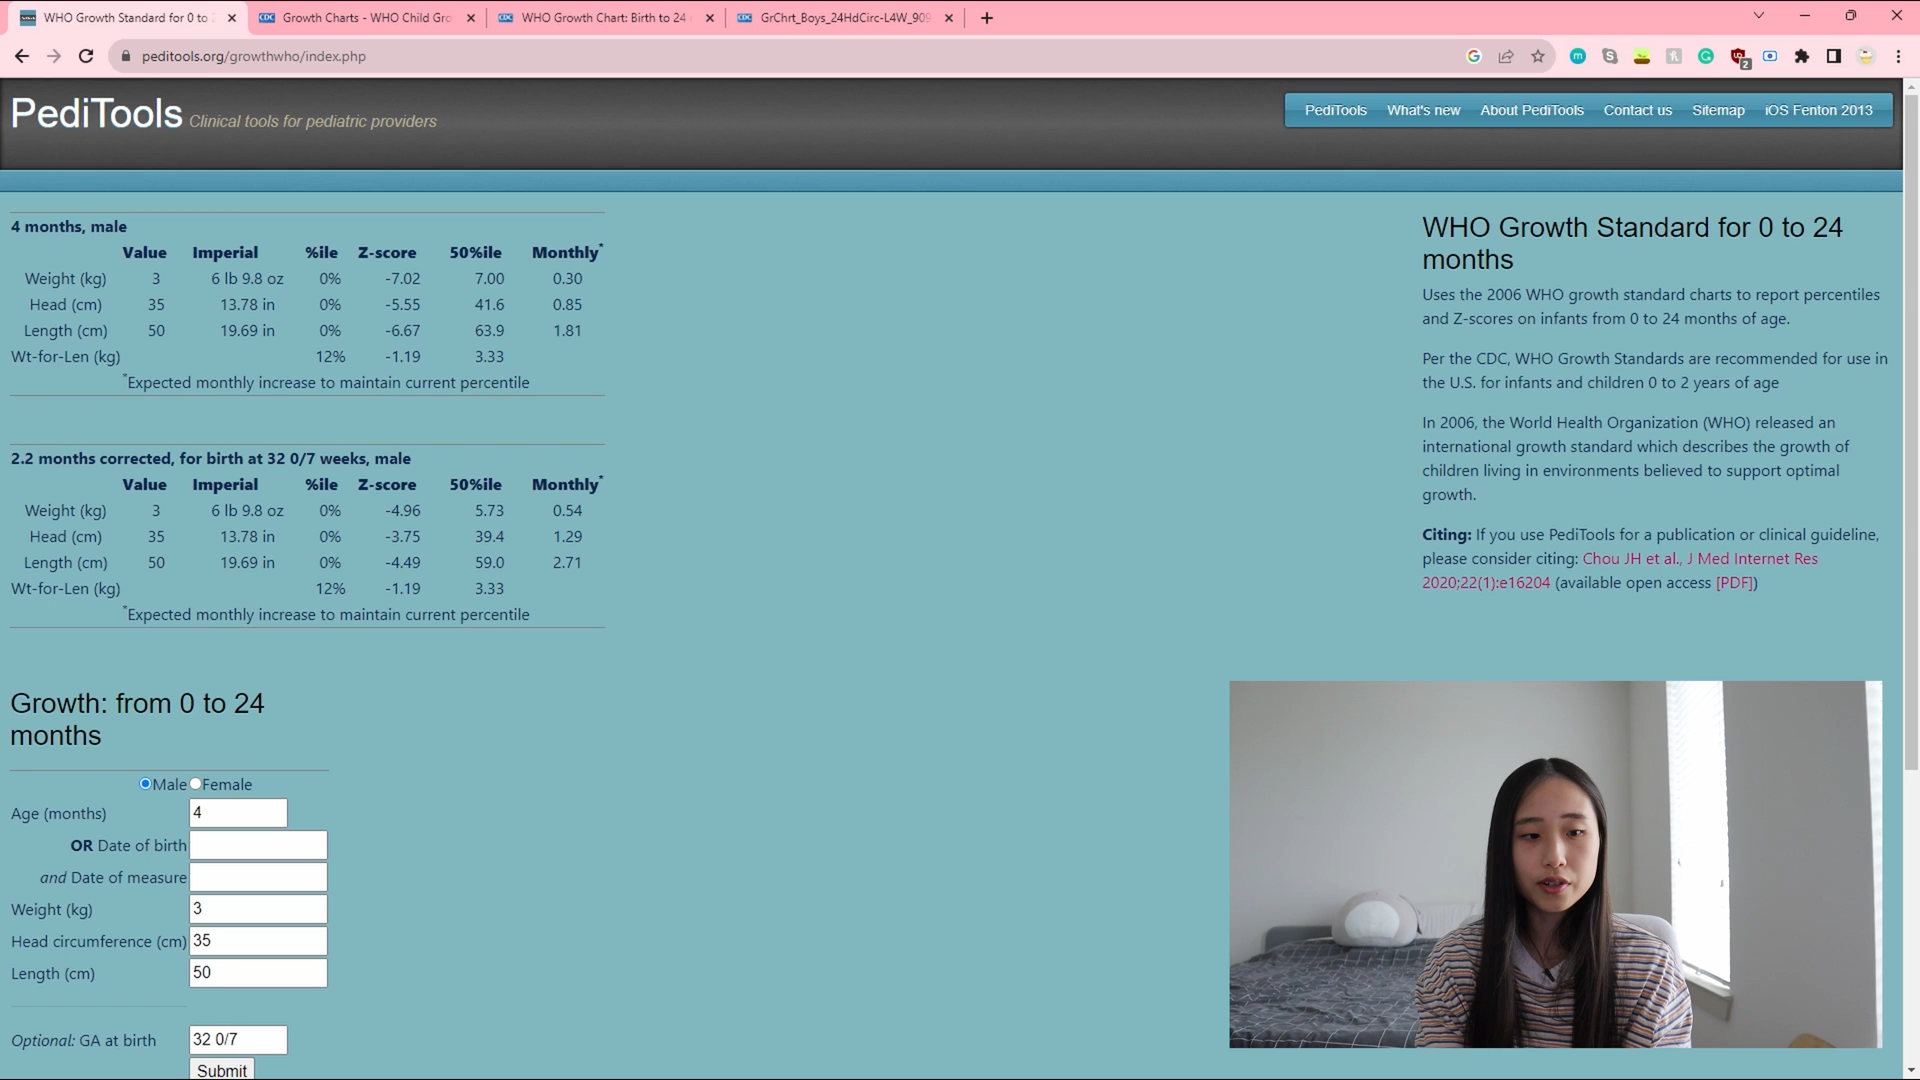 WHO Growth Standard for 0 to 2
Growth Charts - WHO Child Gro
WHO Growth Chart: Birth to 24
GrChrt_Boys_24HdCirc-L4W_909
peditools.org/growthwho/index.php
2
PediTools Clinical tools for pediatric providers
PediTools What's new About PediTools Contact us Sitemap iOS Fenton 2013
4 months, male
Value Imperial %ile Z-score 50%ile Monthly*
Weight (kg) 3 6 lb 9.8 oz 0% -7.02 7.00 0.30
Head (cm) 35 13.78 in 0% -5.55 41.6 0.85
Length (cm) 50 19.69 in 0% -6.67 63.9 1.81
Wt-for-Len (kg) 12% -1.19 3.33
*Expected monthly increase to maintain current percentile
2.2 months corrected, for birth at 32 0/7 weeks, male
Value Imperial %ile Z-score 50%ile Monthly*
Weight (kg) 3 6 lb 9.8 oz 0% -4.96 5.73 0.54
Head (cm) 35 13.78 in 0% -3.75 39.4 1.29
Length (cm) 50 19.69 in 0% -4.49 59.0 2.71
Wt-for-Len (kg) 12% -1.19 3.33
*Expected monthly increase to maintain current percentile
Growth: from 0 to 24
months
Male Female
Age (months) 4
OR Date of birth
and Date of measure
Weight (kg) 3
Head circumference (cm) 35
Length (cm) 50
Optional: GA at birth 32 0/7
Submit
WHO Growth Standard for 0 to 24
months
Uses the 2006 WHO growth standard charts to report percentiles
and Z-scores on infants from 0 to 24 months of age.
Per the CDC, WHO Growth Standards are recommended for use in
the U.S. for infants and children 0 to 2 years of age
In 2006, the World Health Organization (WHO) released an
international growth standard which describes the growth of
children living in environments believed to support optimal
growth.
Citing: If you use PediTools for a publication or clinical guideline,
please consider citing: Chou JH et al., J Med Internet Res
2020;22(1):e16204 (available open access [PDF])